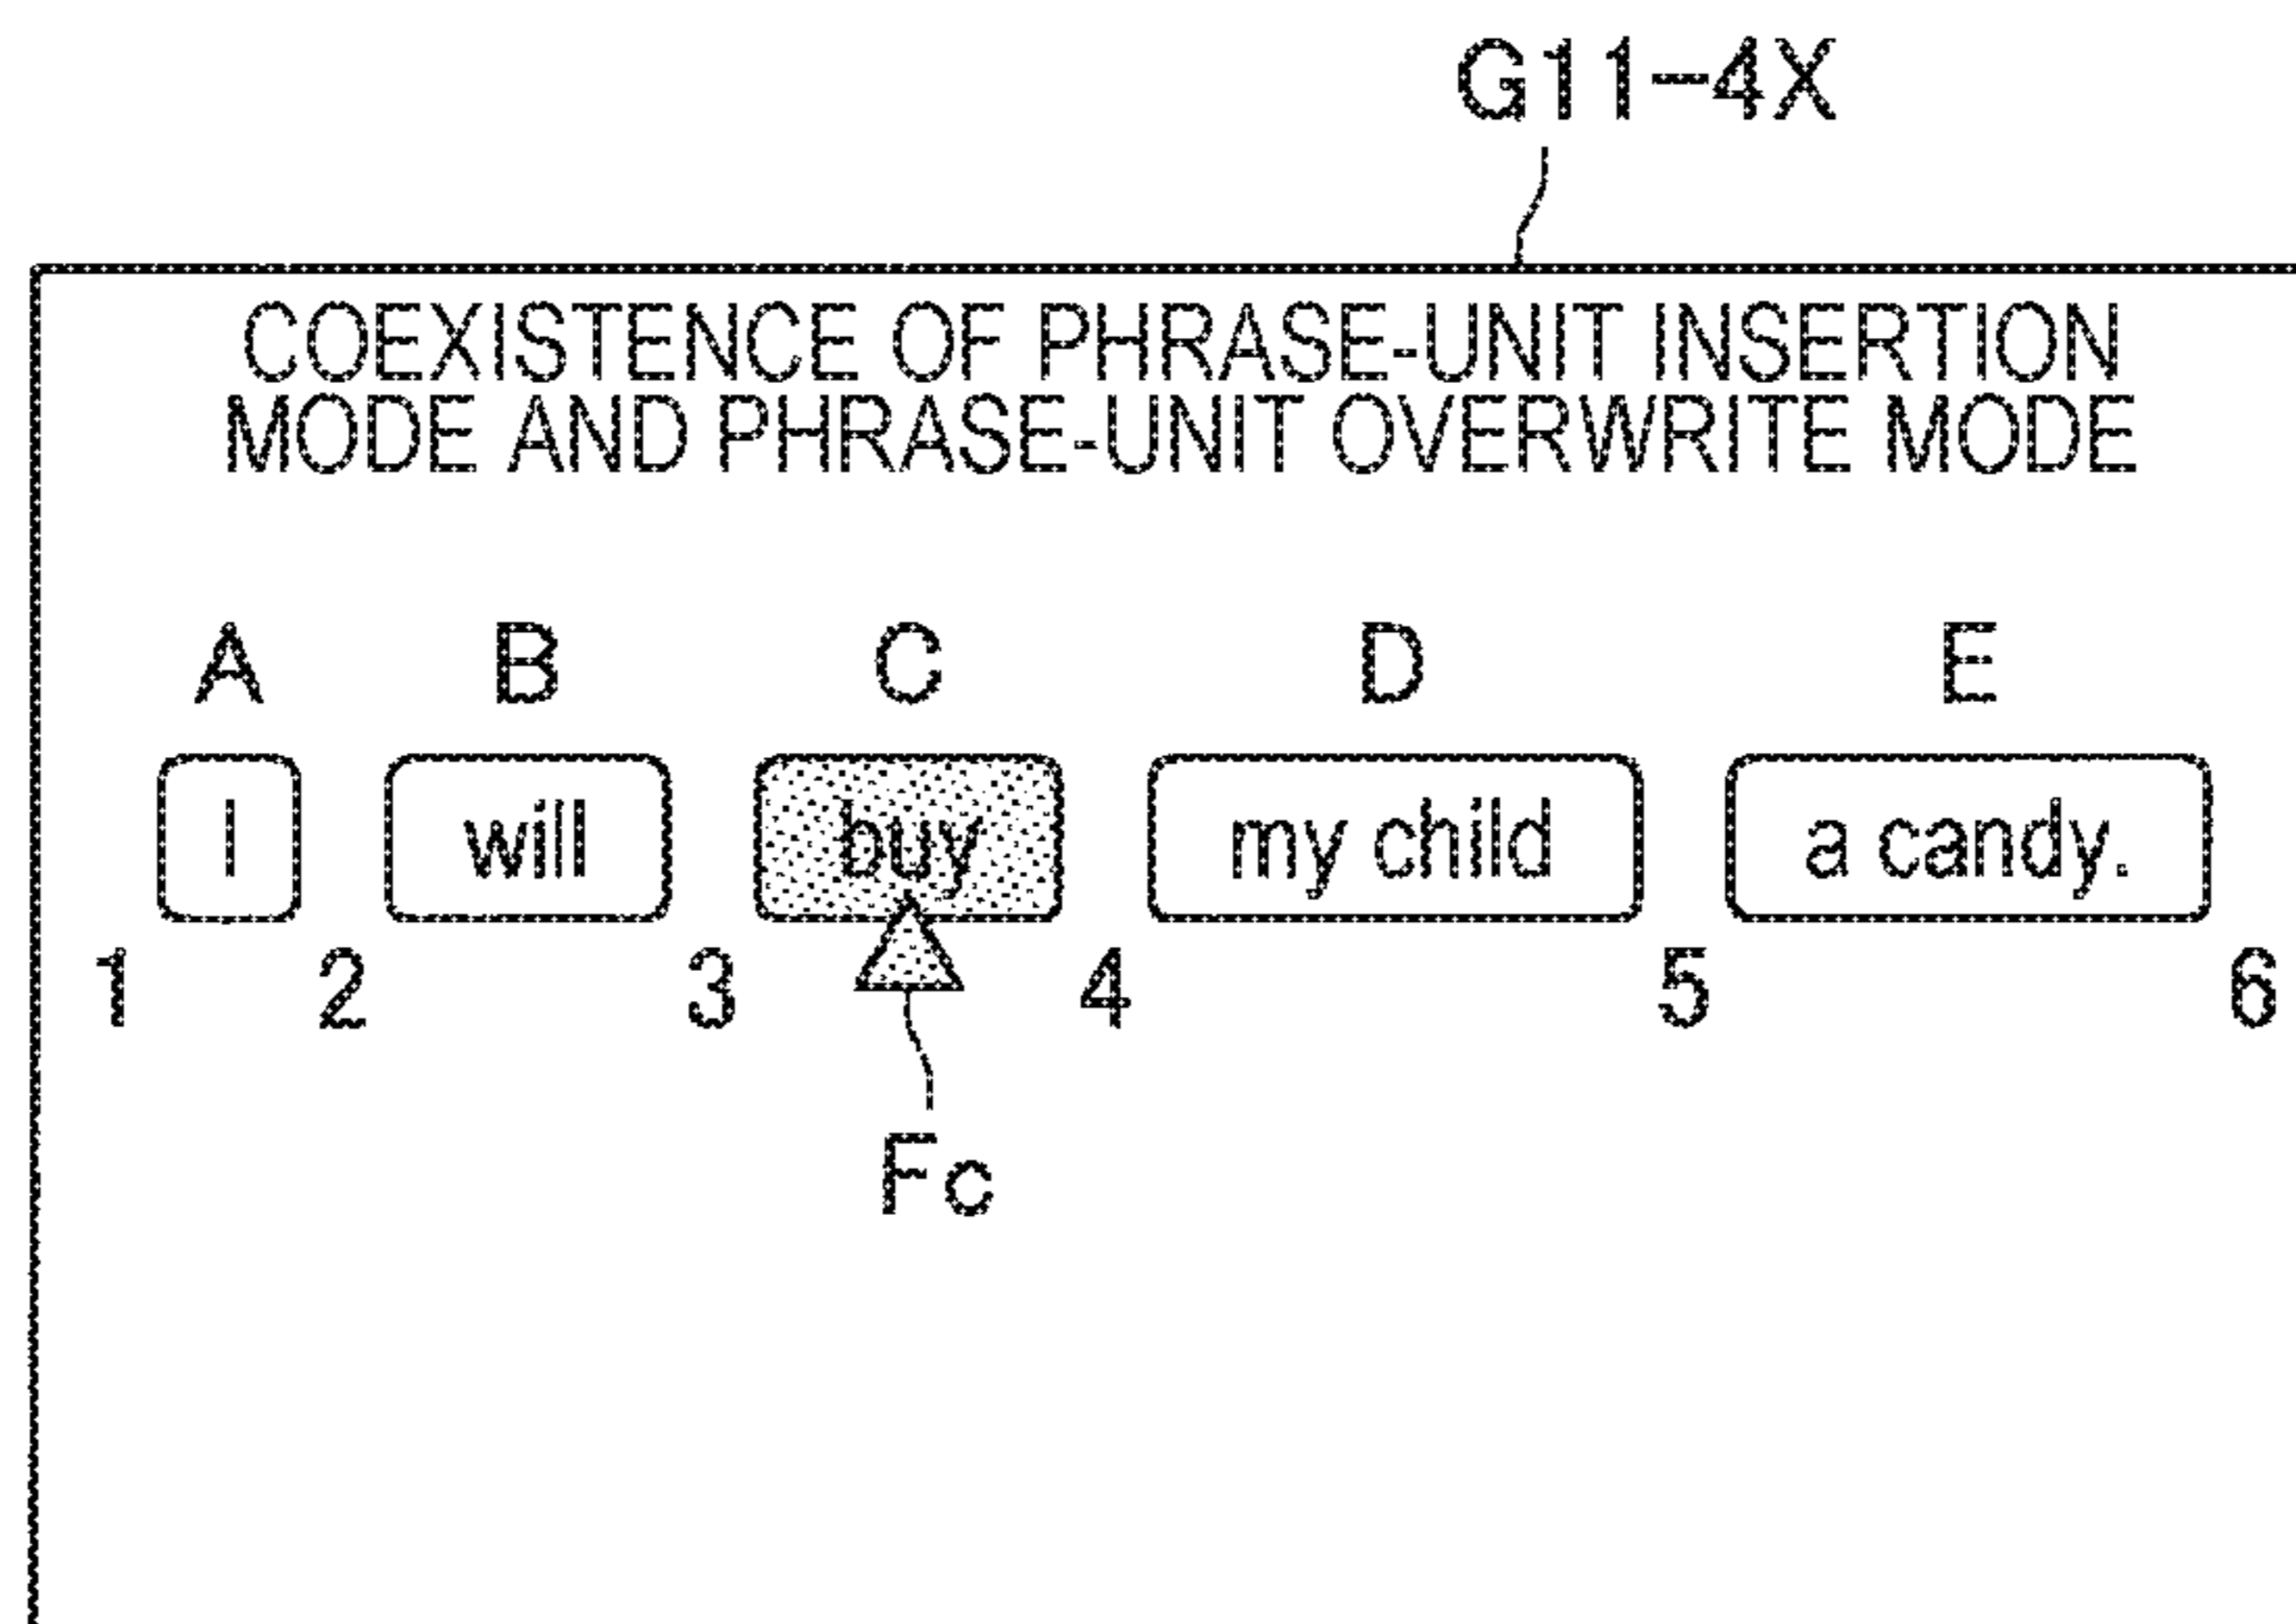 G11-4X
COEXISTENCE OF PHRASE-UNIT INSERTION
MODE AND PHRASE-UNIT OVERWRITE MODE
A B C D E
I will buy my child a candy.
1 2 3 4 5 6
Fc